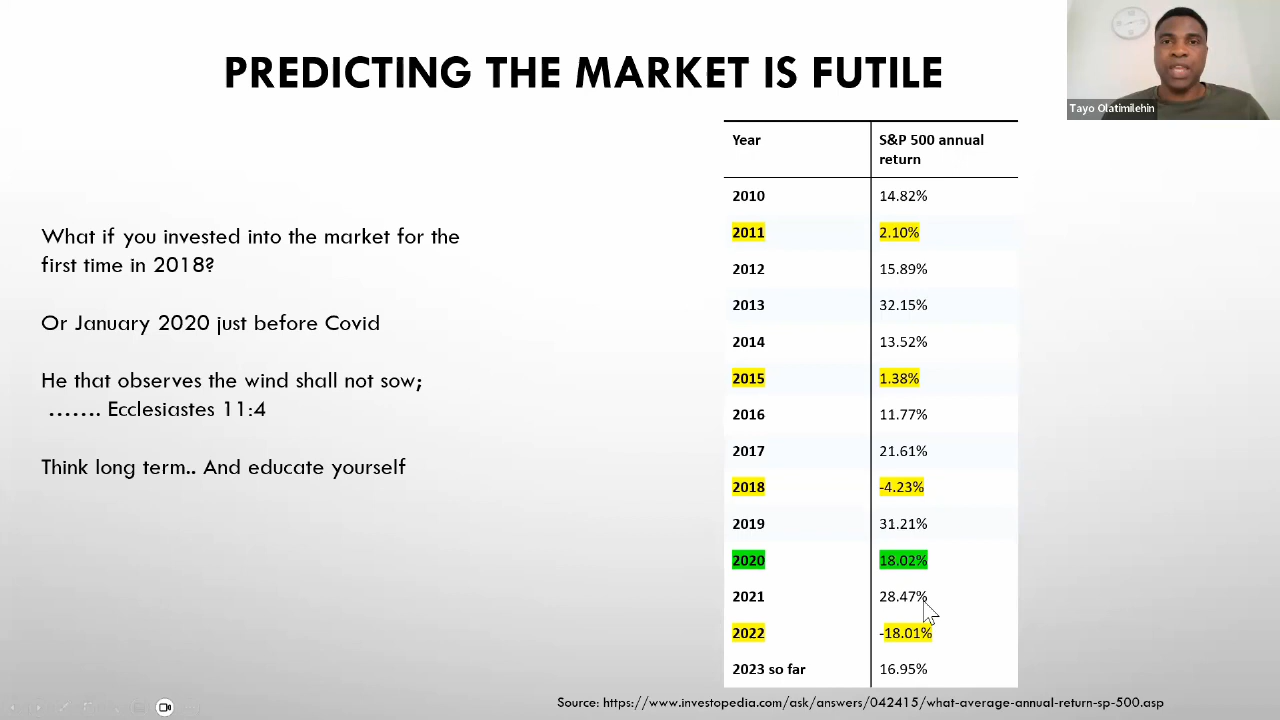 PREDICTING THE MARKET IS FUTILE
Tayo Olatimilehin
What if you invested into the market for the
first time in 2018?
Or January 2020 just before Covid
He that observes the wind shall not sow;
....... Ecclesiastes 11:4
Think long term.. And educate yourself
Year S&P 500 annual
return
2010 14.82%
2011 2.10%
2012 15.89%
2013 32.15%
2014 13.52%
2015 1.38%
2016 11.77%
2017 21.61%
2018 -4.23%
2019 31.21%
2020 18.02%
2021 28.47%
2022 -18.01%
2023 so far 16.95%
Source: https://www.investopedia.com/ask/answers/042415/what-average-annual-return-sp-500.asp